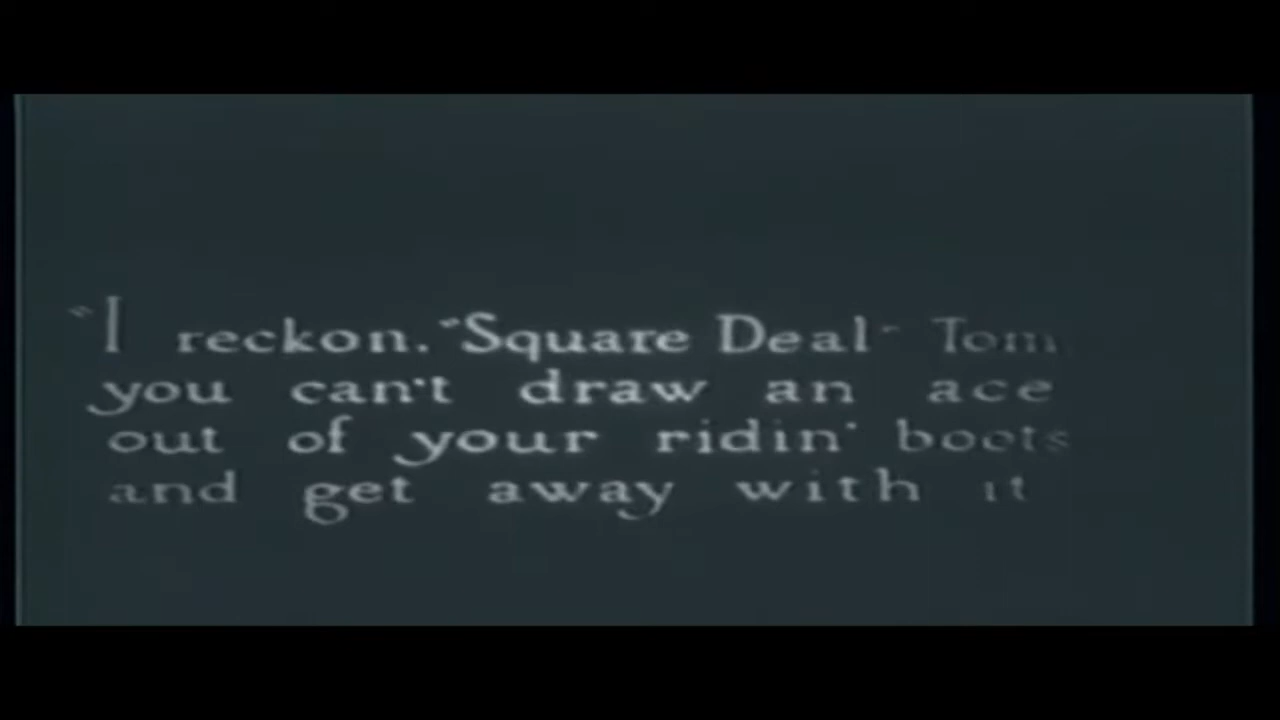 "I reckon. "Square Deal" Tom,
you can't draw an ace
out of your ridin' boots
and get away with it